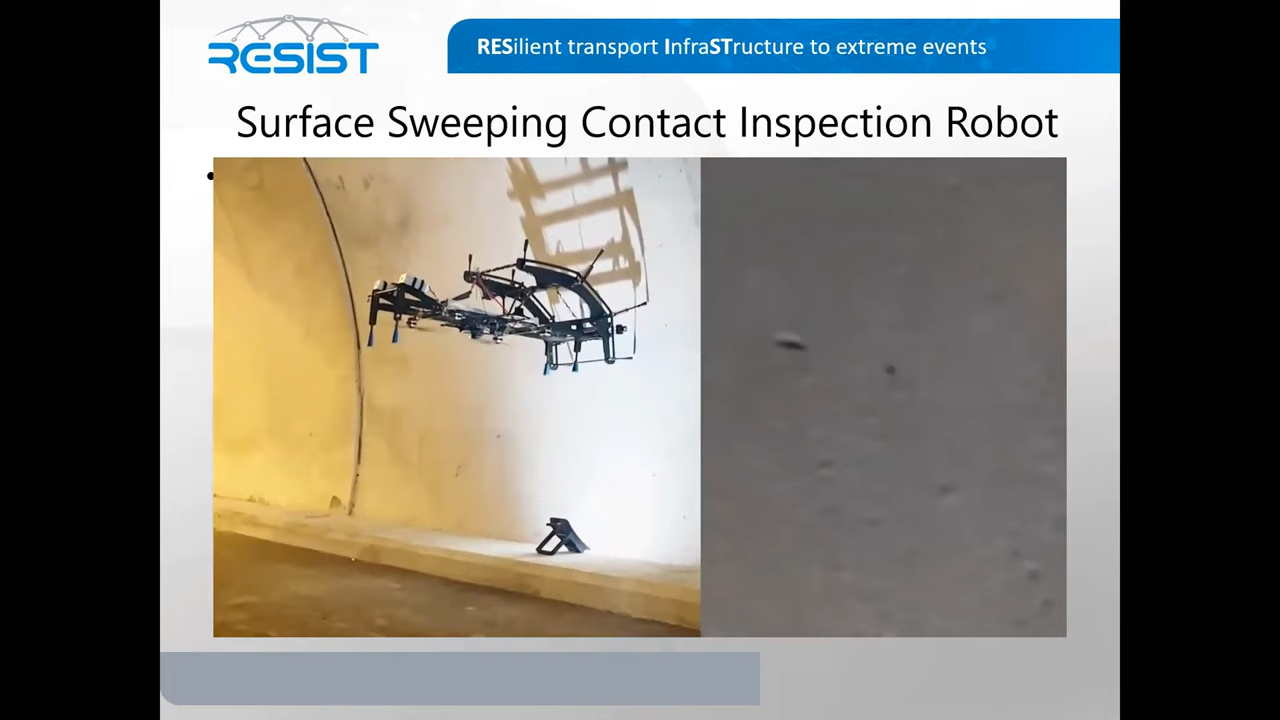 RESIST
RESilient transport InfraSTructure to extreme events
Surface Sweeping Contact Inspection Robot